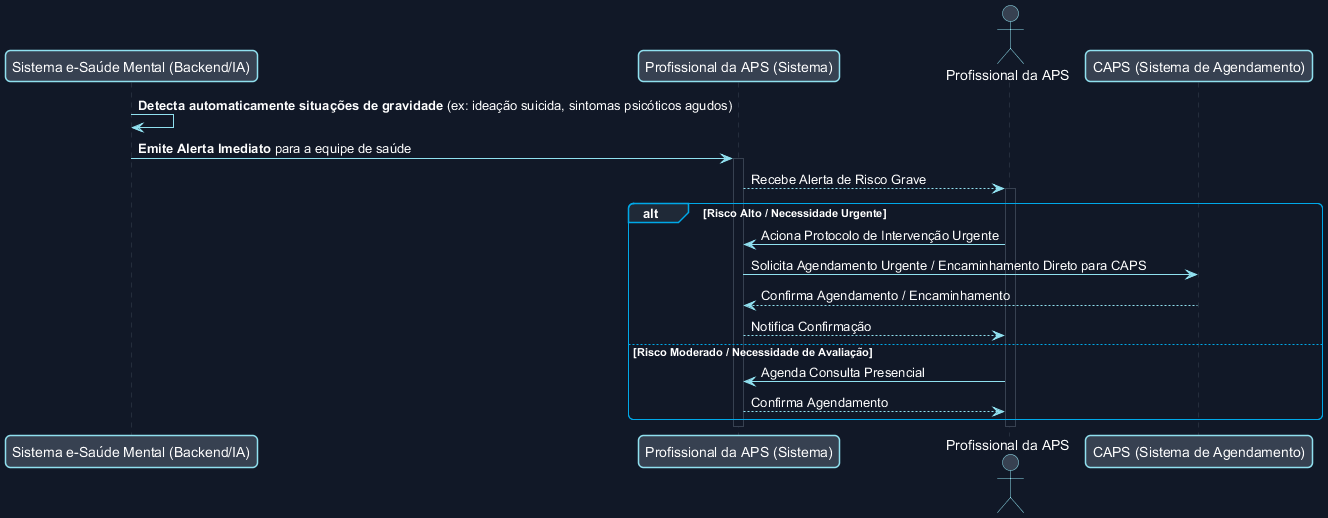 Profissional da APS
Sistema e-Saúde Mental (Backend/IA)
Profissional da APS (Sistema)
CAPS (Sistema de Agendamento)
Detecta automaticamente situações de gravidade (ex: ideação suicida, sintomas psicóticos agudos)
Emite Alerta Imediato para a equipe de saúde
Recebe Alerta de Risco Grave
alt [Risco Alto / Necessidade Urgente]
Aciona Protocolo de Intervenção Urgente
Solicita Agendamento Urgente / Encaminhamento Direto para CAPS
Confirma Agendamento / Encaminhamento
Notifica Confirmação
[Risco Moderado / Necessidade de Avaliação]
Agenda Consulta Presencial
Confirma Agendamento
Sistema e-Saúde Mental (Backend/IA)
Profissional da APS (Sistema)
Profissional da APS
CAPS (Sistema de Agendamento)